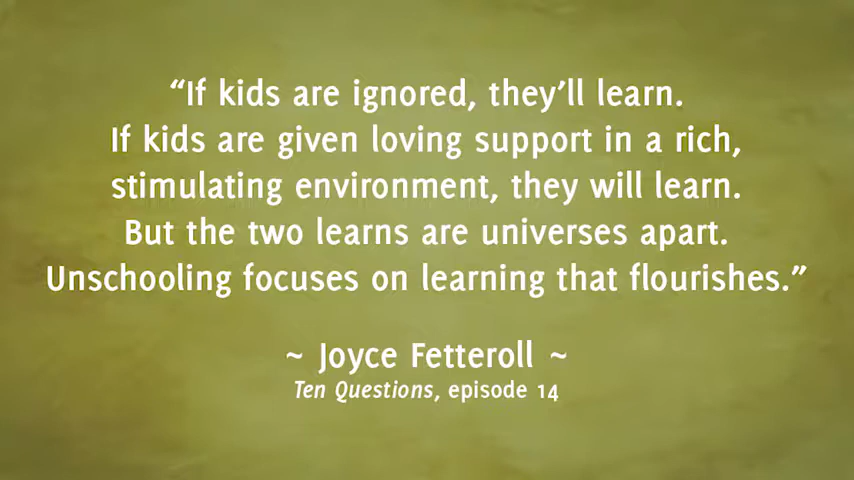 “If kids are ignored, they’ll learn.
If kids are given loving support in a rich,
stimulating environment, they will learn.
But the two learns are universes apart.
Unschooling focuses on learning that flourishes.”
~ Joyce Fetteroll ~
Ten Questions, episode 14